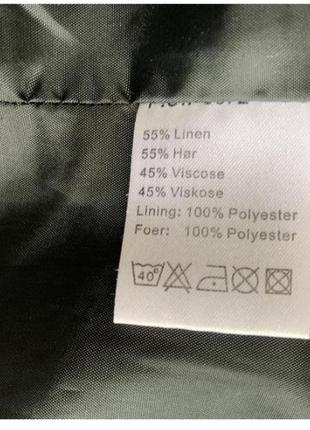 55% Linen
55% Hør
45% Viscose
45% Viskose
Lining: 100% Polyester
Foer: 100% Polyester
40°